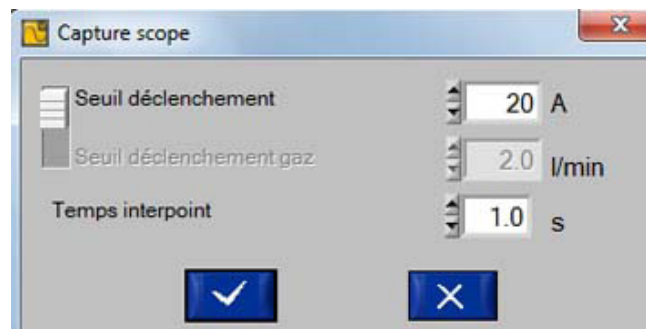 Capture scope
Seuil déclenchement 20 A
Seuil déclenchement gaz 2.0 l/min
Temps interpoint 1.0 s